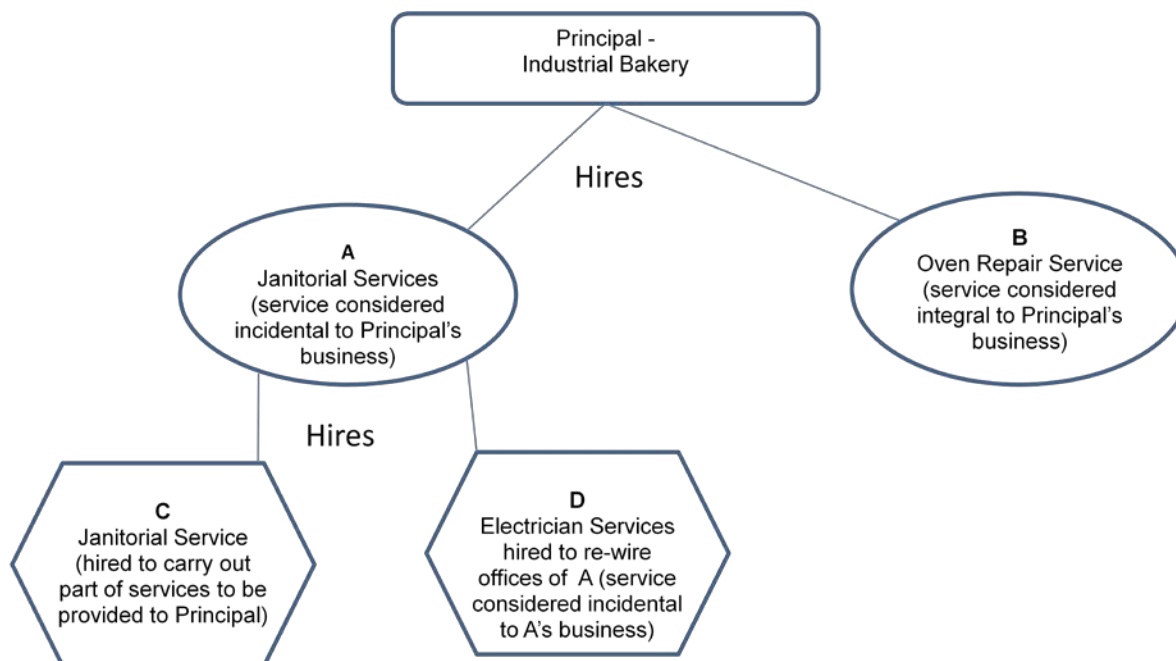 Principal -
Industrial Bakery
Hires
A
Janitorial Services
(service considered
incidental to Principal's
business)
B
Oven Repair Service
(service considered
integral to Principal's
business)
Hires
C
Janitorial Service
(hired to carry out
part of services to be
provided to Principal)
D
Electrician Services
hired to re-wire
offices of A (service
considered incidental
to A's business)